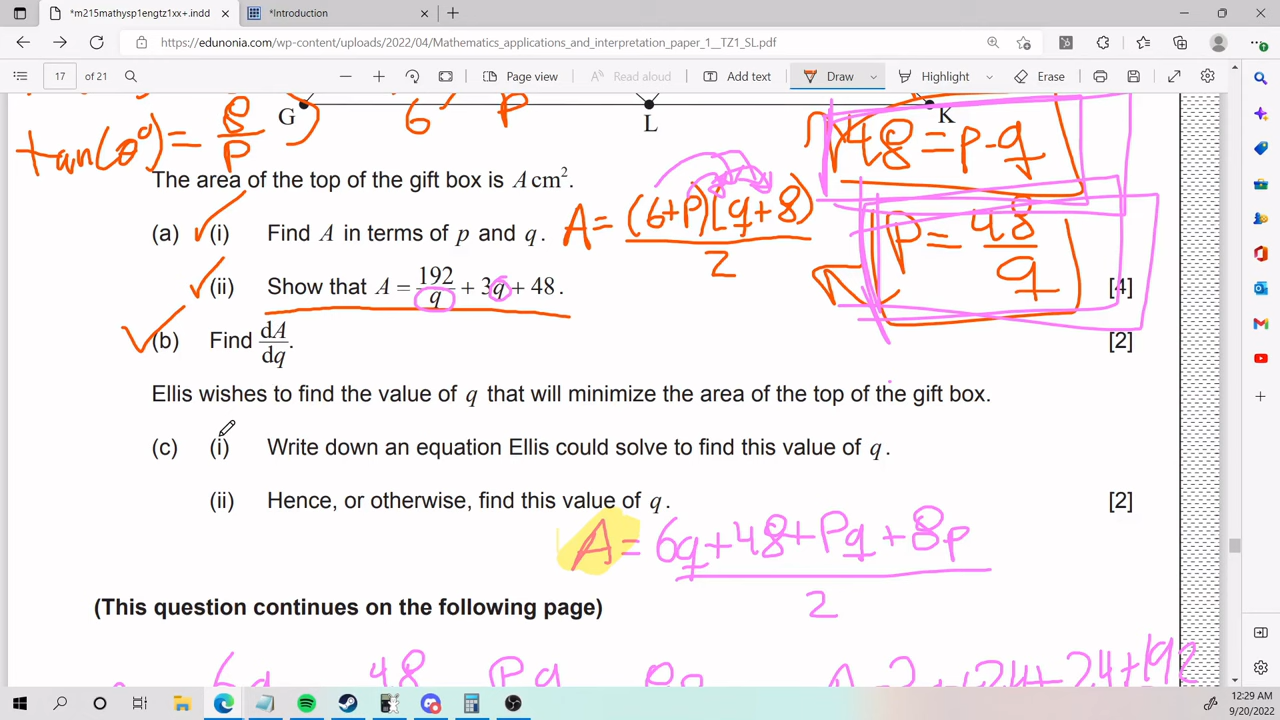 *m215mathysp1engtz1xx+.indd
*Introduction
https://edunonia.com/wp-content/uploads/2022/04/Mathematics_applications_and_interpretation_paper_1__TZ1_SL.pdf
17 of 21 Page view Read aloud Add text Draw Highlight Erase
G 6 P L K
tan(θ°) = 8/P
48 = p·q
The area of the top of the gift box is A cm².
A = (6+P)(q+8)/2
P = 48/q
(a) (i) Find A in terms of p and q.
(ii) Show that A = 192/q + 3q + 48. [4]
(b) Find dA/dq. [2]
Ellis wishes to find the value of q that will minimize the area of the top of the gift box.
(c) (i) Write down an equation Ellis could solve to find this value of q.
(ii) Hence, or otherwise, find this value of q. [2]
A = 6q+48+Pq+8p/2
(This question continues on the following page)
6q 48 Pq
24+24+192
12:29 AM
9/20/2022